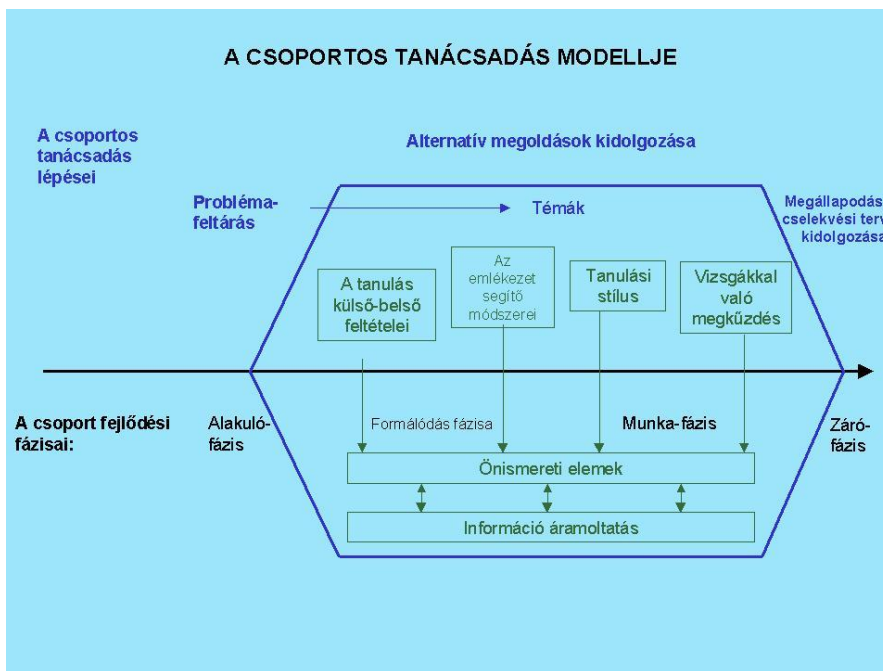 A CSOPORTOS TANÁCSADÁS MODELLJE
A csoportos
tanácsadás
lépései
Alternatív megoldások kidolgozása
Probléma-
feltárás
Témák
Megállapodás
cselekvési terv
kidolgozása
A tanulás
külső-belső
feltételei
Az
emlékezet
segítő
módszerei
Tanulási
stílus
Vizsgákkal
való
megkűzdés
A csoport fejlődési
fázisai:
Alakuló-
fázis
Formálódás fázisa
Munka-fázis
Záró-
fázis
Önismereti elemek
Információ áramoltatás